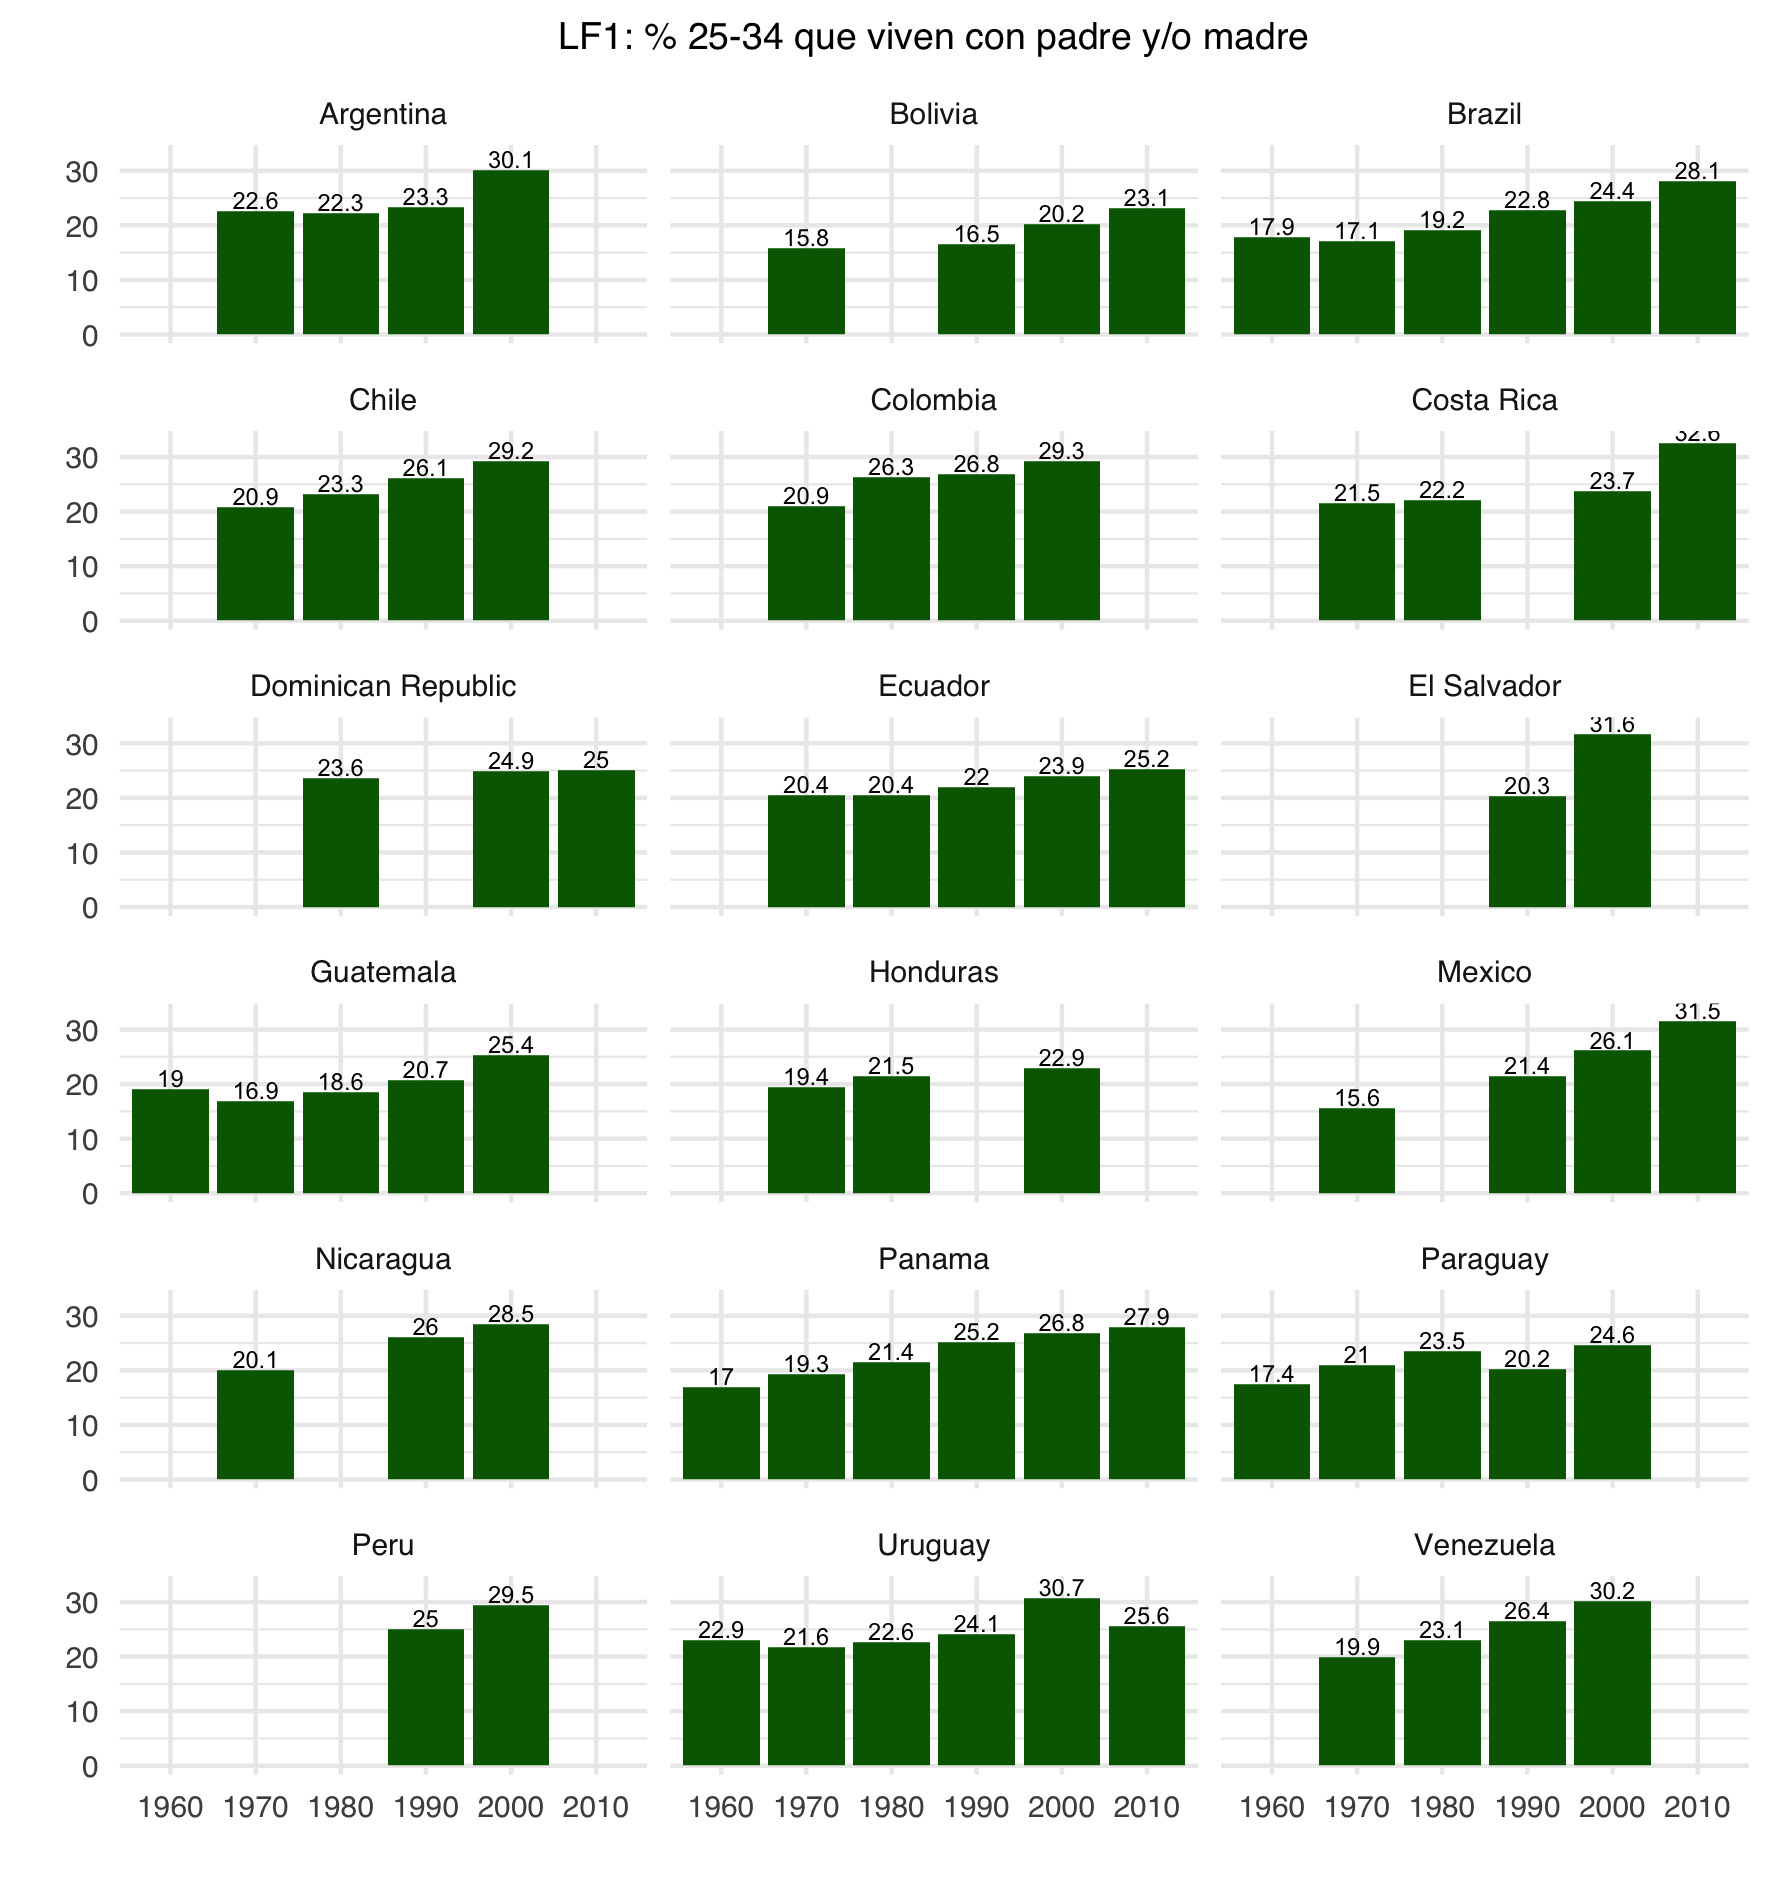 LF1: % 25-34 que viven con padre y/o madre
Argentina Bolivia Brazil
30 20 10 0
22.6 22.3 23.3 30.1
15.8 16.5 20.2 23.1
17.9 17.1 19.2 22.8 24.4 28.1
Chile Colombia Costa Rica
30 20 10 0
20.9 23.3 26.1 29.2
20.9 26.3 26.8 29.3
21.5 22.2 23.7 32.6
Dominican Republic Ecuador El Salvador
30 20 10 0
23.6 24.9 25
20.4 20.4 22 23.9 25.2
20.3 31.6
Guatemala Honduras Mexico
30 20 10 0
19 16.9 18.6 20.7 25.4
19.4 21.5 22.9
15.6 21.4 26.1 31.5
Nicaragua Panama Paraguay
30 20 10 0
20.1 26 28.5
17 19.3 21.4 25.2 26.8 27.9
17.4 21 23.5 20.2 24.6
Peru Uruguay Venezuela
30 20 10 0
25 29.5
22.9 21.6 22.6 24.1 30.7 25.6
19.9 23.1 26.4 30.2
1960 1970 1980 1990 2000 2010 1960 1970 1980 1990 2000 2010 1960 1970 1980 1990 2000 2010